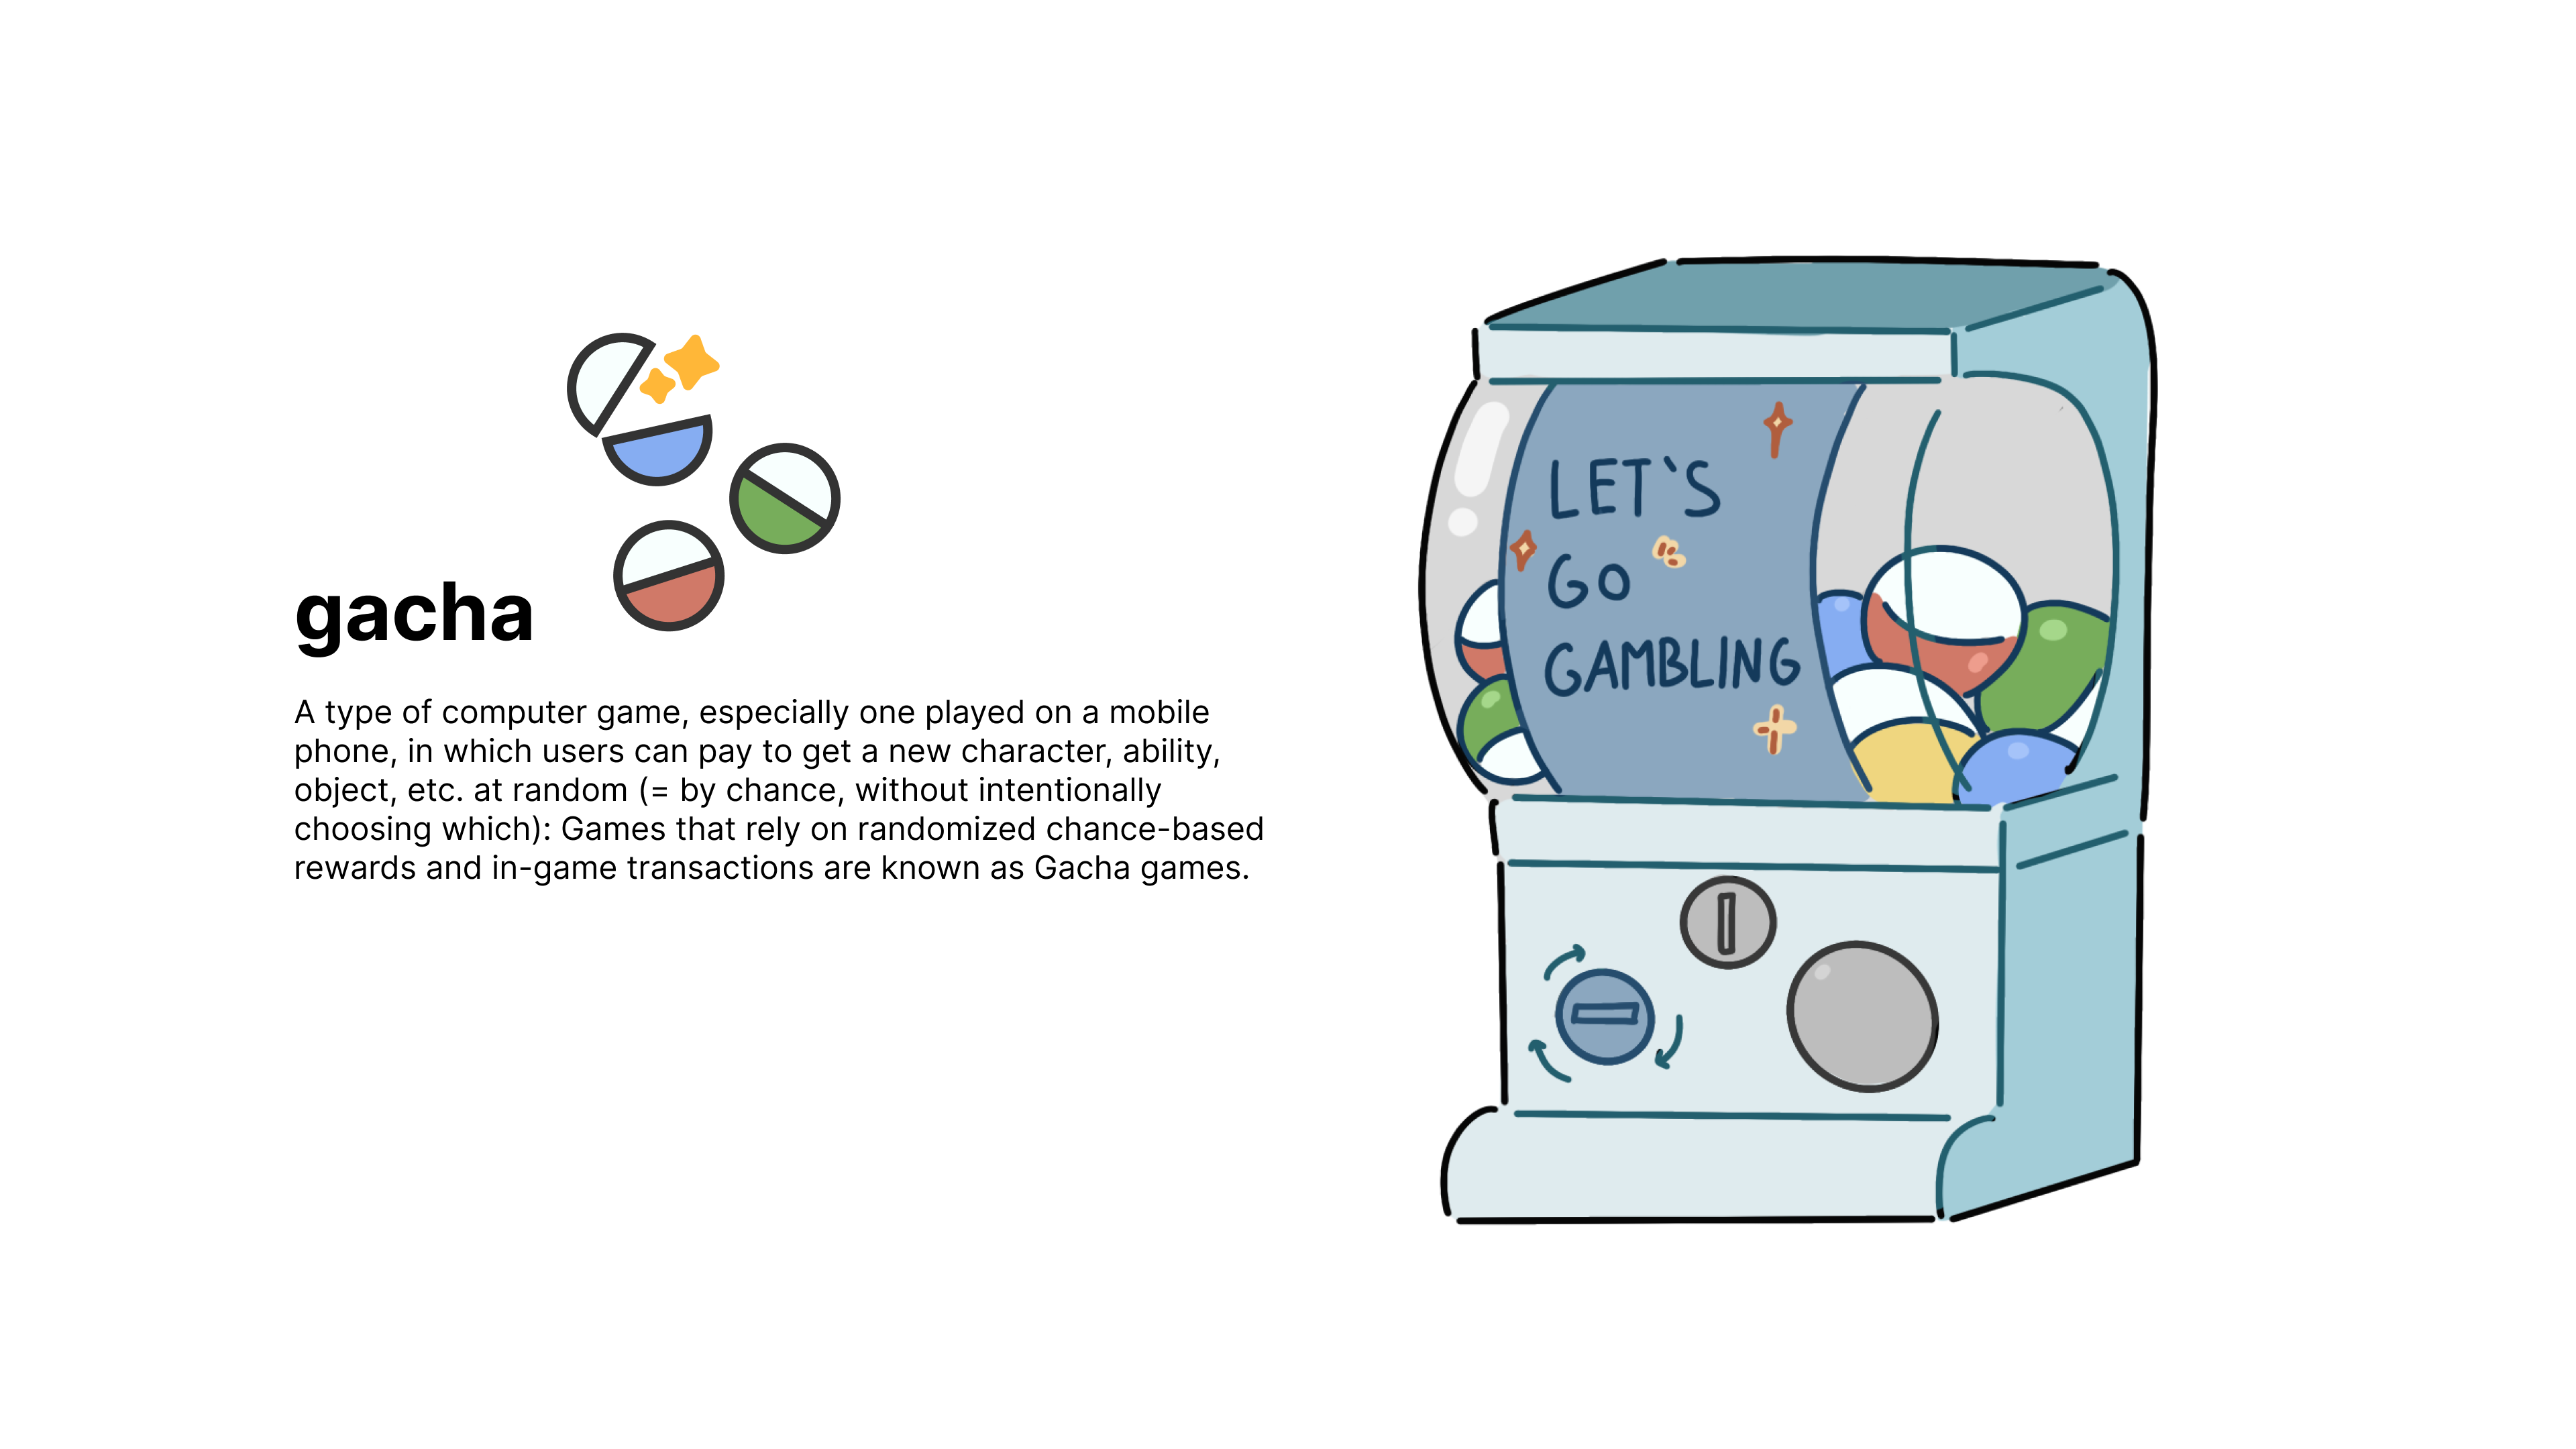 gacha
A type of computer game, especially one played on a mobile
phone, in which users can pay to get a new character, ability,
object, etc. at random (= by chance, without intentionally
choosing which): Games that rely on randomized chance-based
rewards and in-game transactions are known as Gacha games.
LET`S
GO
GAMBLING